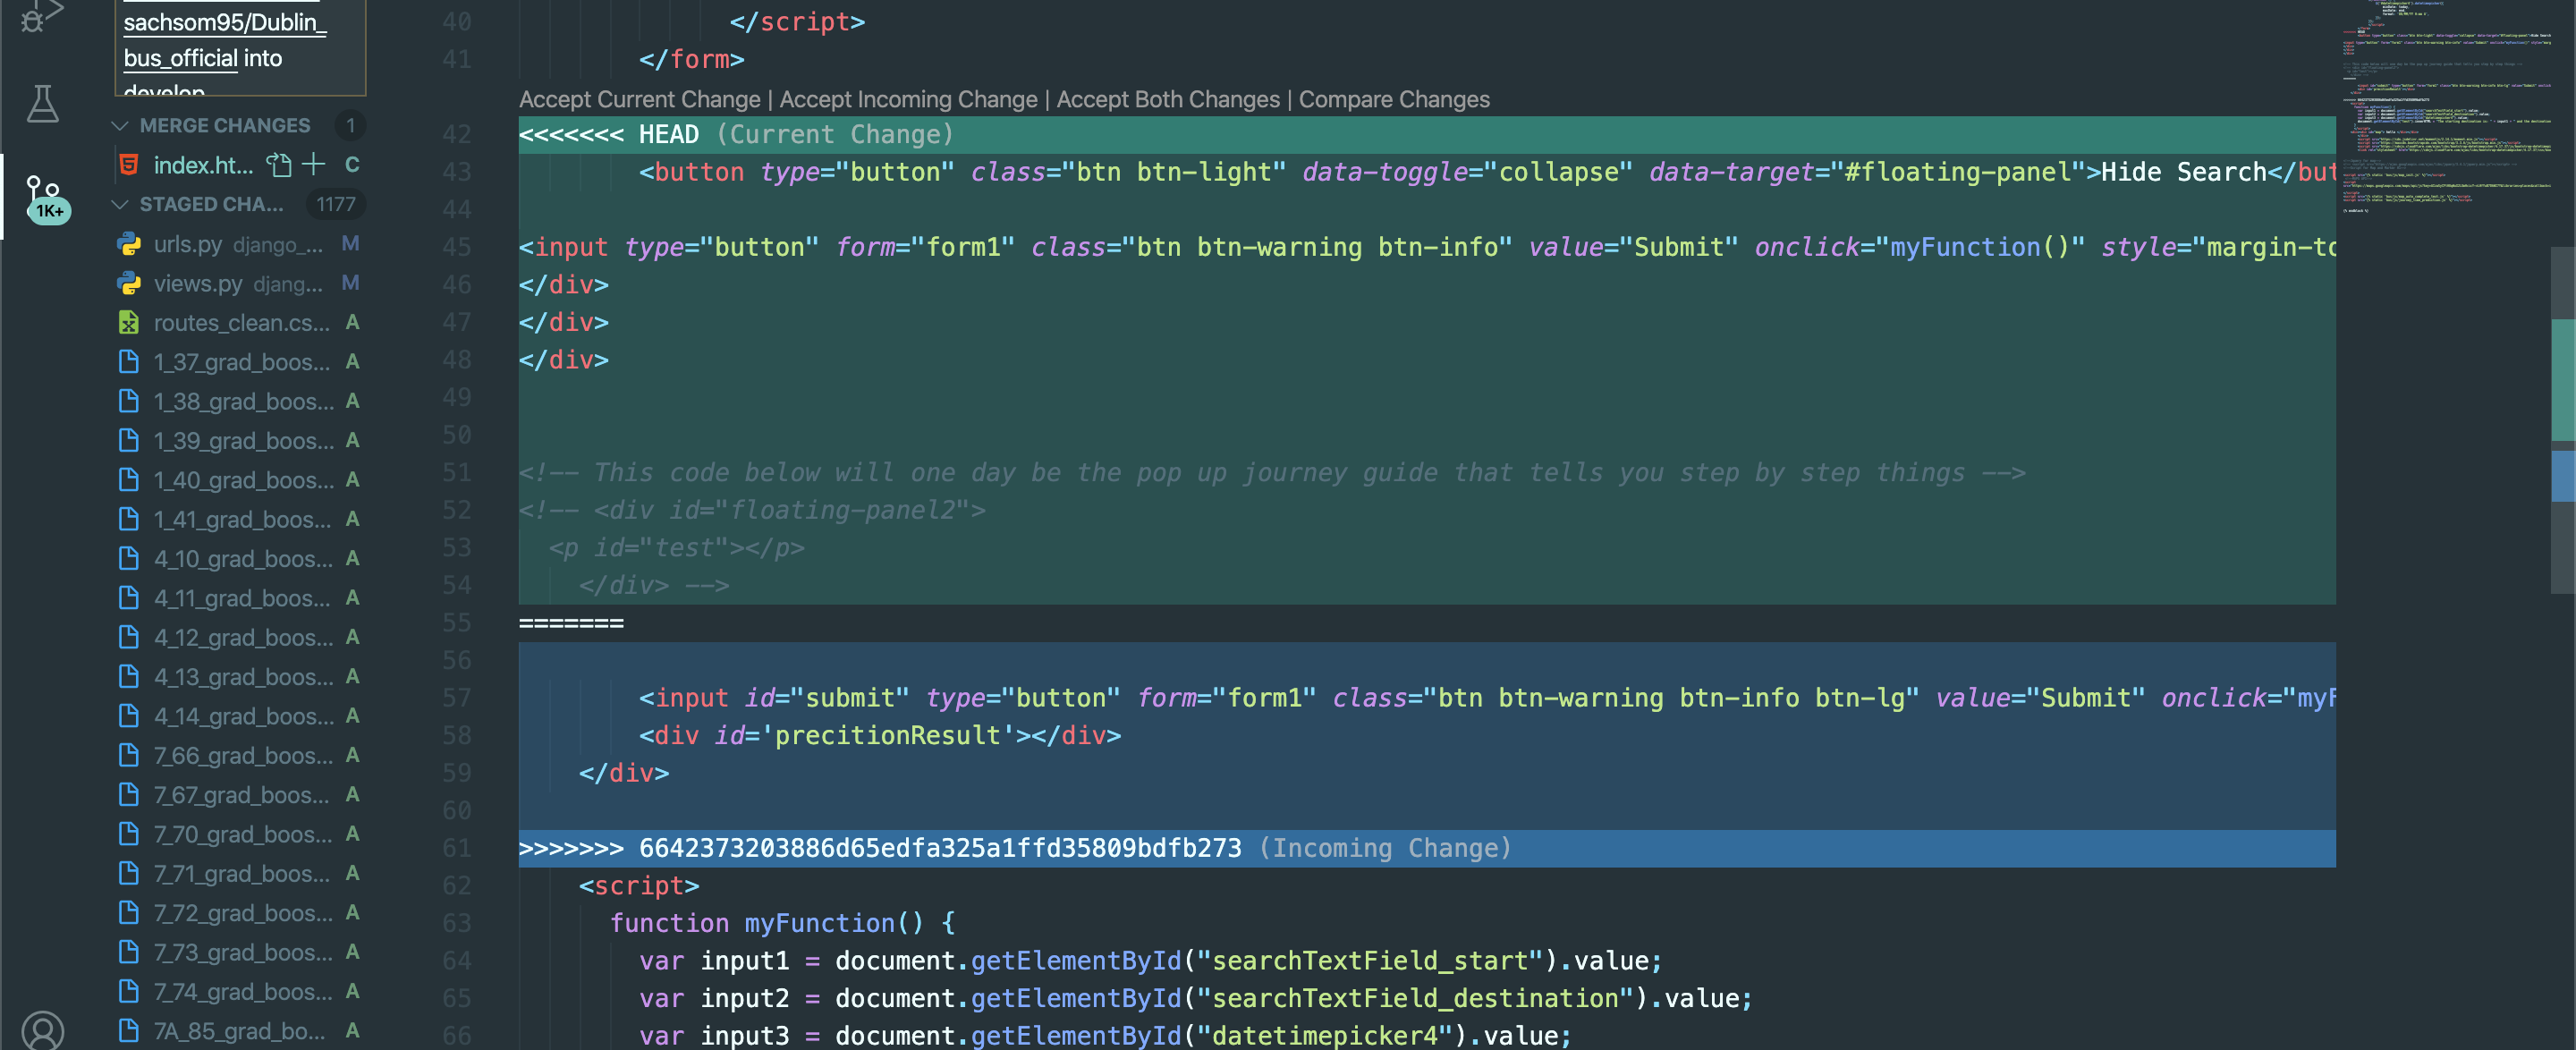 sachsom95/Dublin_
bus_official into
develop
MERGE CHANGES 1
index.ht... C
STAGED CHA... 1177
1K+
urls.py django_... M
views.py djang... M
routes_clean.cs... A
1_37_grad_boos... A
1_38_grad_boos... A
1_39_grad_boos... A
1_40_grad_boos... A
1_41_grad_boos... A
4_10_grad_boos... A
4_11_grad_boos... A
4_12_grad_boos... A
4_13_grad_boos... A
4_14_grad_boos... A
7_66_grad_boos... A
7_67_grad_boos... A
7_70_grad_boos... A
7_71_grad_boos... A
7_72_grad_boos... A
7_73_grad_boos... A
7_74_grad_boos... A
7A_85_grad_bo... A
40 </script>
41 </form>
Accept Current Change | Accept Incoming Change | Accept Both Changes | Compare Changes
42 <<<<<<< HEAD (Current Change)
43 <button type="button" class="btn btn-light" data-toggle="collapse" data-target="#floating-panel">Hide Search</but
44
45 <input type="button" form="form1" class="btn btn-warning btn-info" value="Submit" onclick="myFunction()" style="margin-to
46 </div>
47 </div>
48 </div>
49
50
51 <!-- This code below will one day be the pop up journey guide that tells you step by step things -->
52 <!-- <div id="floating-panel2">
53 <p id="test"></p>
54 </div> -->
55 =======
56
57 <input id="submit" type="button" form="form1" class="btn btn-warning btn-info btn-lg" value="Submit" onclick="myF
58 <div id='precitionResult'></div>
59 </div>
60
61 >>>>>>> 6642373203886d65edfa325a1ffd35809bdfb273 (Incoming Change)
62 <script>
63 function myFunction() {
64 var input1 = document.getElementById("searchTextField_start").value;
65 var input2 = document.getElementById("searchTextField_destination").value;
66 var input3 = document.getElementById("datetimepicker4").value;